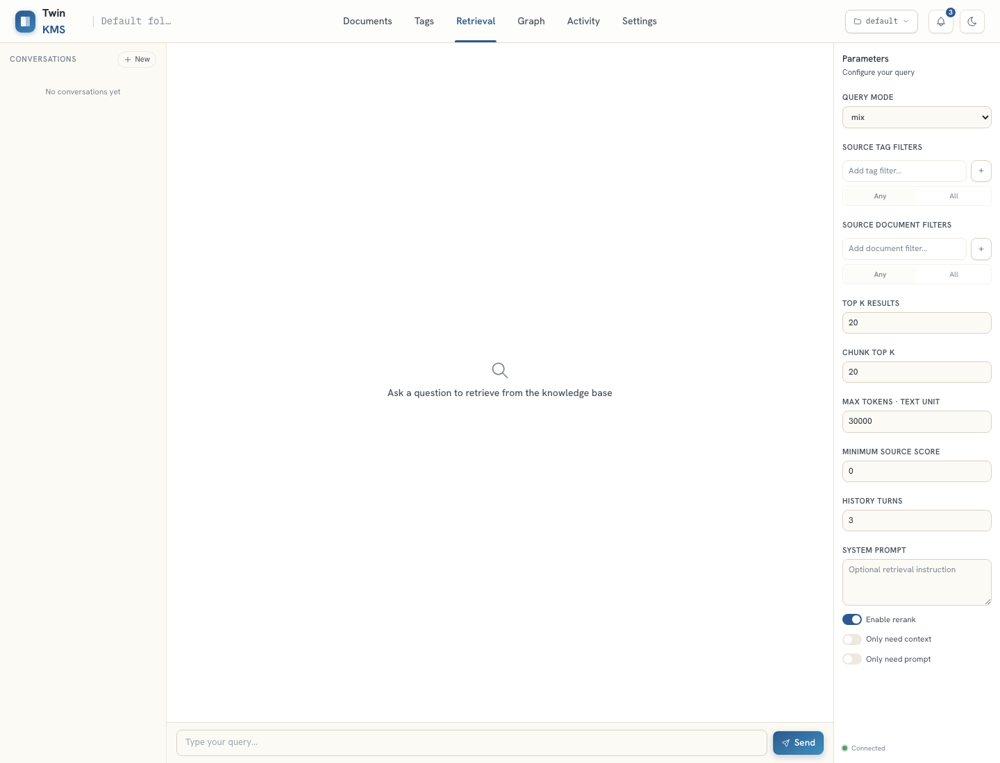 Twin
KMS
Default fol…
Documents
Tags
Retrieval
Graph
Activity
Settings
default
3
CONVERSATIONS
New
No conversations yet
Ask a question to retrieve from the knowledge base
Type your query...
Send
Parameters
Configure your query
QUERY MODE
mix
SOURCE TAG FILTERS
Add tag filter...
+
Any
All
SOURCE DOCUMENT FILTERS
Add document filter...
+
Any
All
TOP K RESULTS
20
CHUNK TOP K
20
MAX TOKENS · TEXT UNIT
30000
MINIMUM SOURCE SCORE
0
HISTORY TURNS
3
SYSTEM PROMPT
Optional retrieval instruction
Enable rerank
Only need context
Only need prompt
Connected